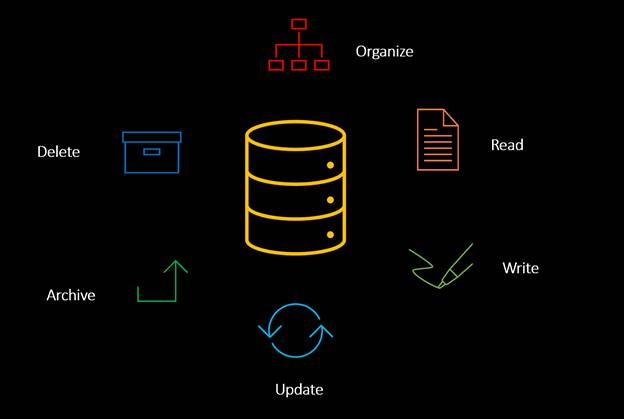 Organize
Read
Write
Update
Archive
Delete